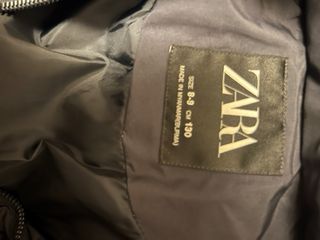 ZARA
SIZE 8-9 CM 130
MADE IN MYANMAR(BURMA)